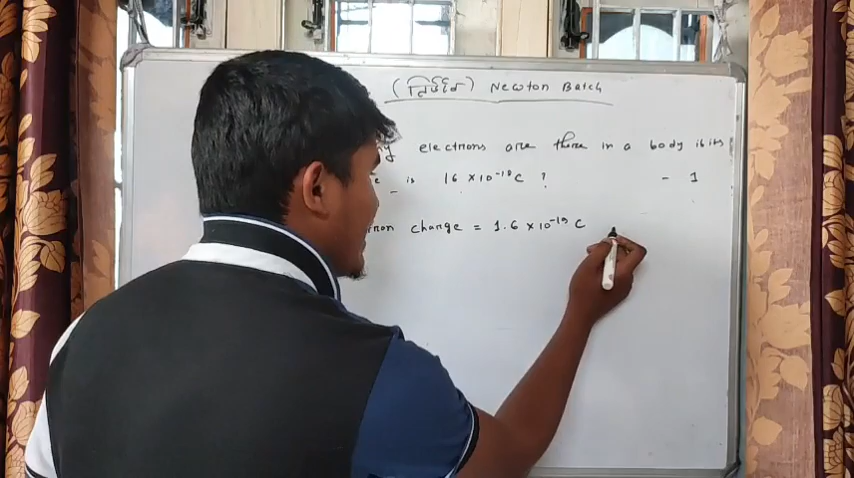 (নির্ভীক) Newton Batch
electrons are there in a body if its
is 16 × 10⁻¹⁸ C ? - 1
tron charge = 1.6 × 10⁻¹⁹ C